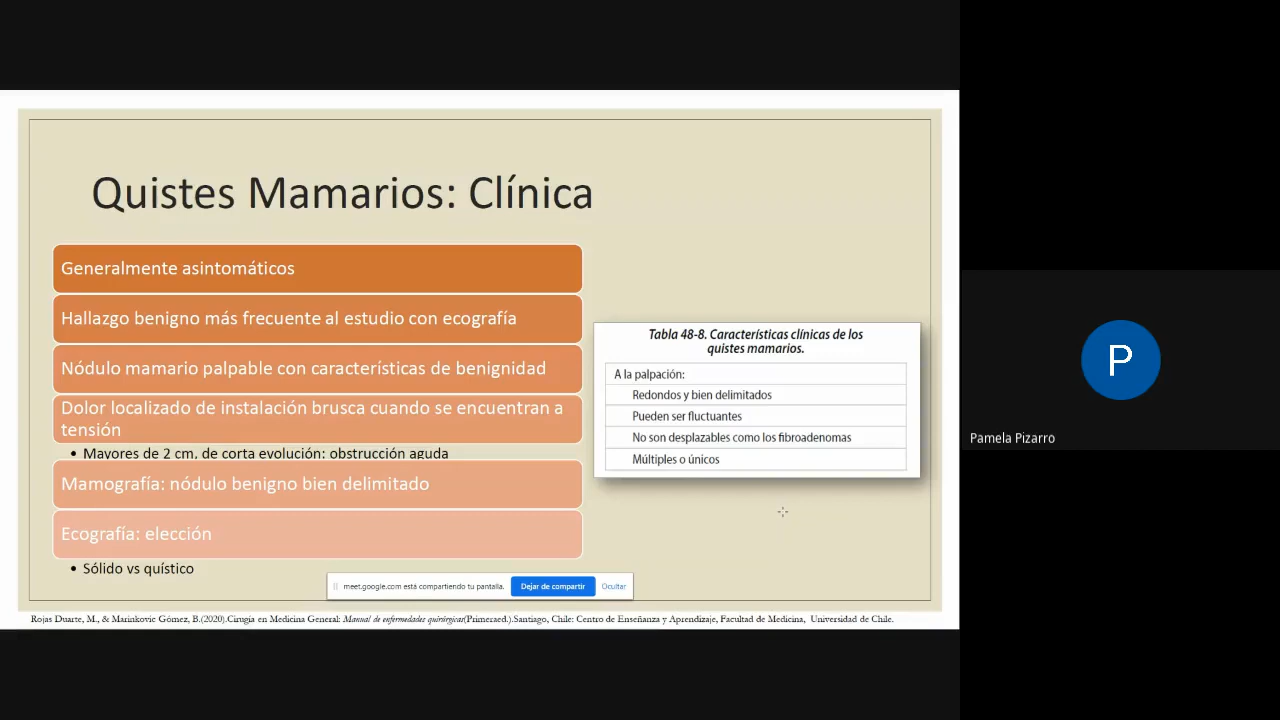 Quistes Mamarios: Clínica
Generalmente asintomáticos
Hallazgo benigno más frecuente al estudio con ecografía
Nódulo mamario palpable con características de benignidad
Dolor localizado de instalación brusca cuando se encuentran a
tensión
• Mayores de 2 cm, de corta evolución: obstrucción aguda
Mamografía: nódulo benigno bien delimitado
Ecografía: elección
• Sólido vs quístico
Tabla 48-8. Características clínicas de los
quistes mamarios.
A la palpación:
Redondos y bien delimitados
Pueden ser fluctuantes
No son desplazables como los fibroadenomas
Múltiples o únicos
meet.google.com está compartiendo tu pantalla.
Dejar de compartir
Ocultar
Rojas Duarte, M., & Marinkovic Gómez, B.(2020).Cirugía en Medicina General: Manual de enfermedades quirúrgicas(Primeraed.).Santiago, Chile: Centro de Enseñanza y Aprendizaje, Facultad de Medicina, Universidad de Chile.
P
Pamela Pizarro